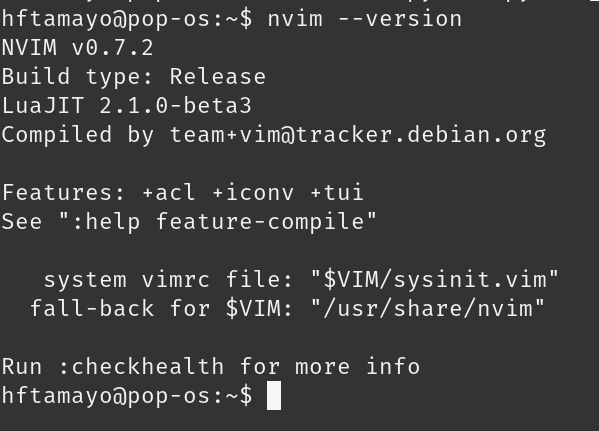 hftamayo@pop-os:~$ nvim --version
NVIM v0.7.2
Build type: Release
LuaJIT 2.1.0-beta3
Compiled by team+vim@tracker.debian.org
Features: +acl +iconv +tui
See ":help feature-compile"
system vimrc file: "$VIM/sysinit.vim"
fall-back for $VIM: "/usr/share/nvim"
Run :checkhealth for more info
hftamayo@pop-os:~$